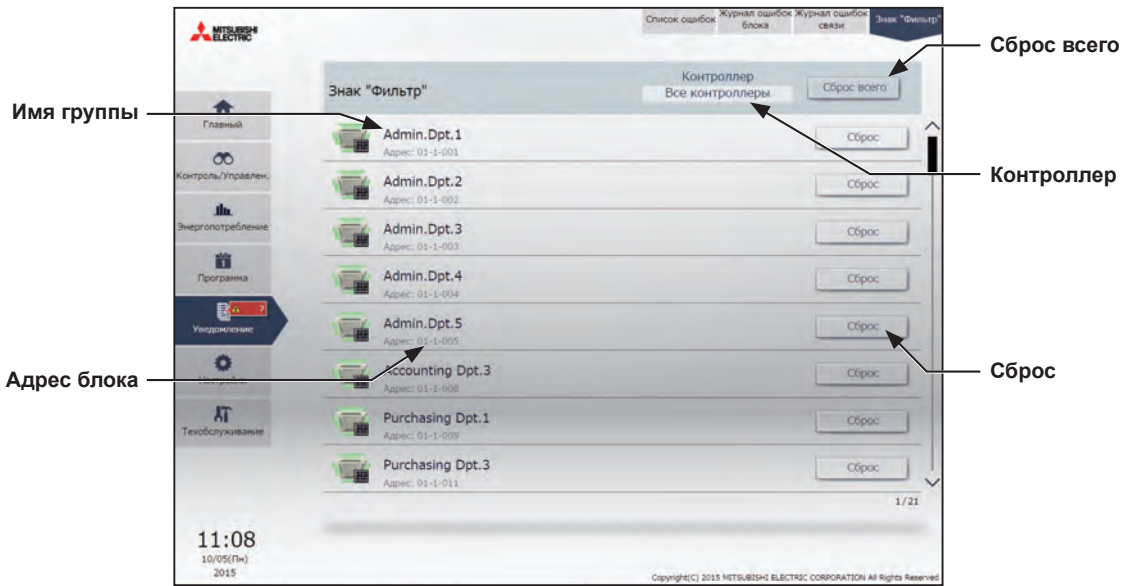 MITSUBISHI
ELECTRIC
Список ошибок
Журнал ошибок
блока
Журнал ошибок
связи
Знак "Фильтр"
Сброс всего
Знак "Фильтр"
Контроллер
Все контроллеры
Сброс всего
Имя группы
Главный
Admin.Dpt.1
Адрес: 01-1-001
Сброс
Контроль/Управлен.
Admin.Dpt.2
Адрес: 01-1-002
Сброс
Контроллер
Энергопотребление
Admin.Dpt.3
Адрес: 01-1-003
Сброс
Программа
Admin.Dpt.4
Адрес: 01-1-004
Сброс
7
Уведомление
Admin.Dpt.5
Адрес: 01-1-005
Сброс
Адрес блока
Настройки
Accounting Dpt.3
Адрес: 01-1-008
Сброс
Сброс
Техобслуживание
Purchasing Dpt.1
Адрес: 01-1-009
Сброс
Purchasing Dpt.3
Адрес: 01-1-011
Сброс
1/21
11:08
10/05(Пн)
2015
Copyright(C) 2015 MITSUBISHI ELECTRIC CORPORATION All Rights Reserved